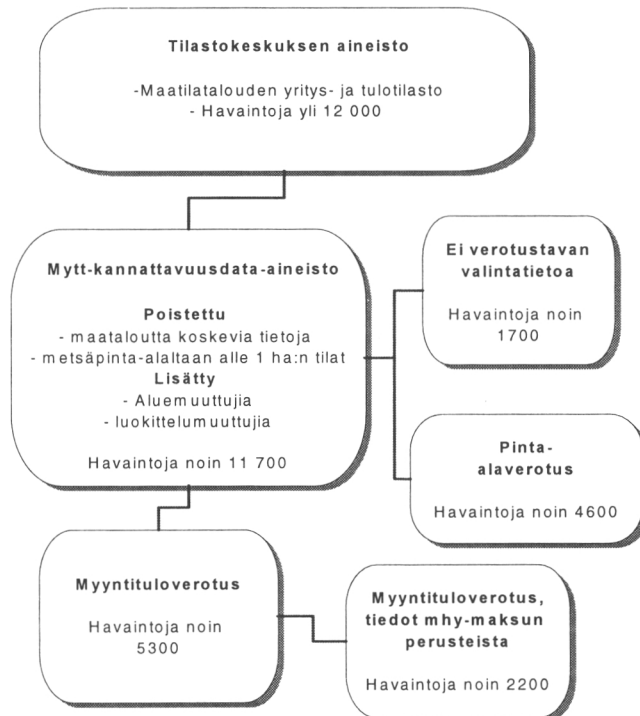 Tilastokeskuksen aineisto
-Maatilatalouden yritys- ja tulotilasto
- Havaintoja yli 12 000
Mytt-kannattavuusdata-aineisto
Poistettu
- maataloutta koskevia tietoja
- metsäpinta-alaltaan alle 1 ha:n tilat
Lisätty
- Aluemuuttujia
- luokittelumuuttujia
Havaintoja noin 11 700
Ei verotustavan
valintatietoa
Havaintoja noin
1700
Pinta-
alaverotus
Havaintoja noin 4600
Myyntituloverotus
Havaintoja noin
5300
Myyntituloverotus,
tiedot mhy-maksun
perusteista
Havaintoja noin 2200